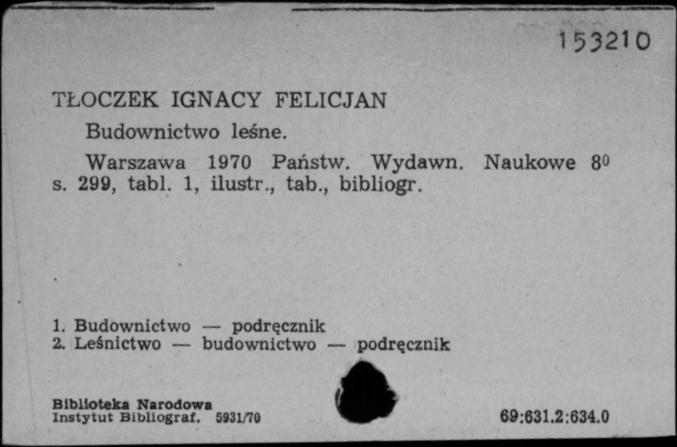 153210
TŁOCZEK IGNACY FELICJAN
Budownictwo leśne.
Warszawa 1970 Państw. Wydawn. Naukowe 8⁰
s. 299, tabl. 1, ilustr., tab., bibliogr.
1. Budownictwo — podręcznik
2. Leśnictwo — budownictwo — podręcznik
Biblioteka Narodowa
Instytut Bibliograf. 5931/70
69:631.2:634.0